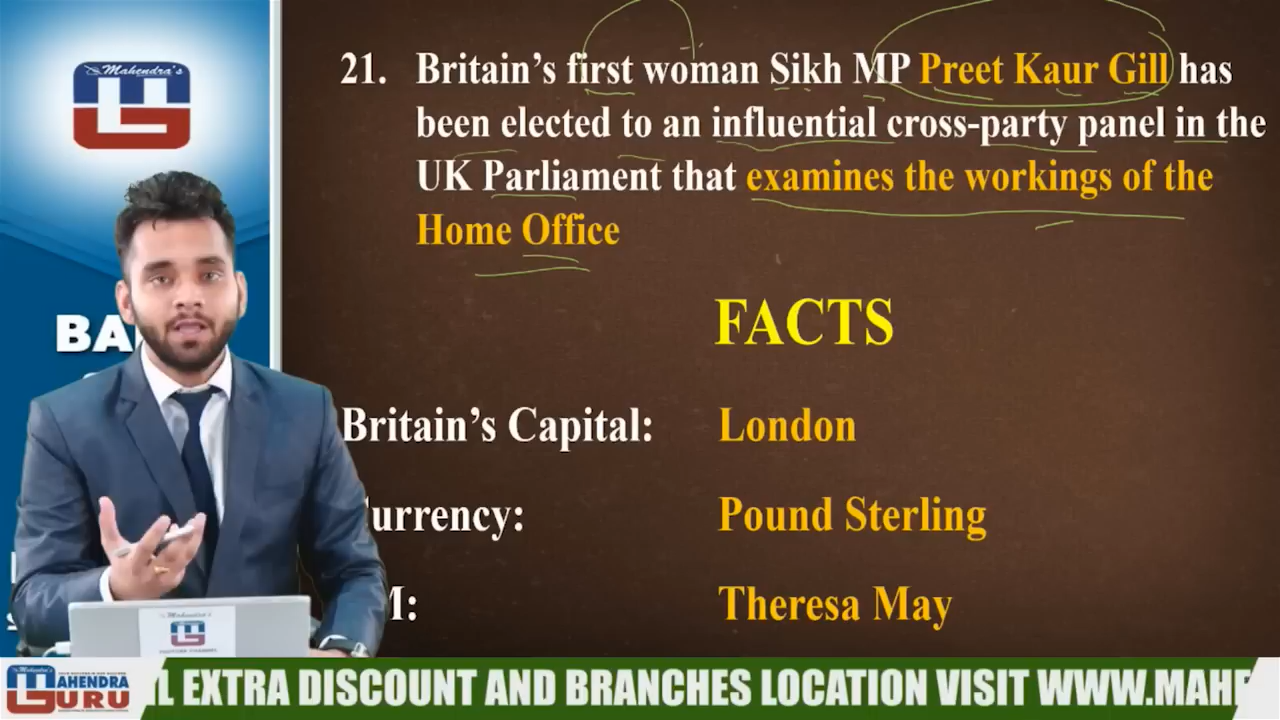 Mahendra's
21. Britain's first woman Sikh MP Preet Kaur Gill has
been elected to an influential cross-party panel in the
UK Parliament that examines the workings of the
Home Office
FACTS
BA
Britain's Capital: London
urrency: Pound Sterling
M: Theresa May
Mahendra's
Mahendra's
MAHENDRA
GURU
L EXTRA DISCOUNT AND BRANCHES LOCATION VISIT WWW.MAHE